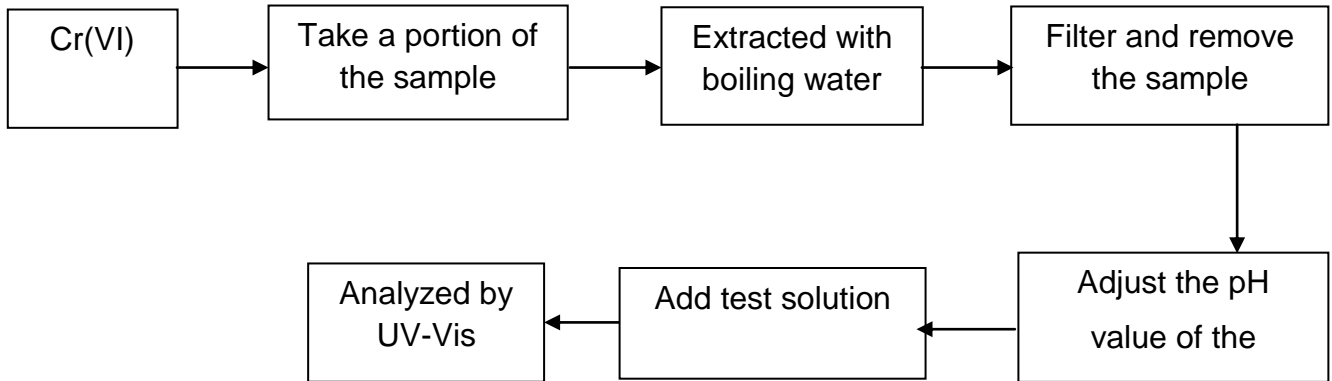 Cr(VI)
Take a portion of
the sample
Extracted with
boiling water
Filter and remove
the sample
Adjust the pH
value of the
Add test solution
Analyzed by
UV-Vis